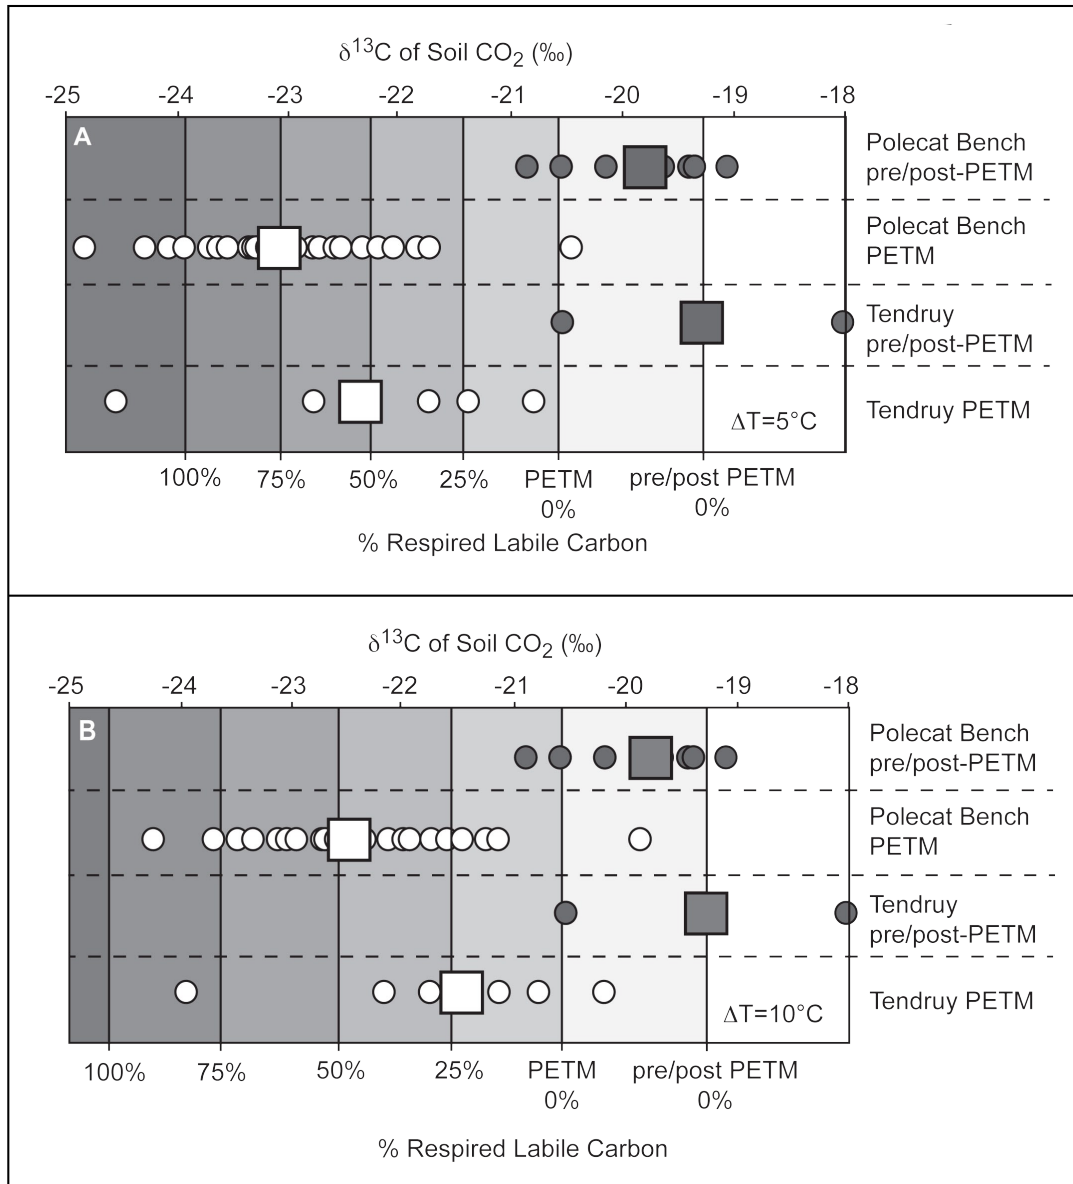 δ13C of Soil CO2 (‰)
-25 -24 -23 -22 -21 -20 -19 -18
A
Polecat Bench
pre/post-PETM
Polecat Bench
PETM
Tendruy
pre/post-PETM
Tendruy PETM
ΔT=5°C
100% 75% 50% 25% PETM pre/post PETM
0% 0%
% Respired Labile Carbon
δ13C of Soil CO2 (‰)
-25 -24 -23 -22 -21 -20 -19 -18
B
Polecat Bench
pre/post-PETM
Polecat Bench
PETM
Tendruy
pre/post-PETM
Tendruy PETM
ΔT=10°C
100% 75% 50% 25% PETM pre/post PETM
0% 0%
% Respired Labile Carbon